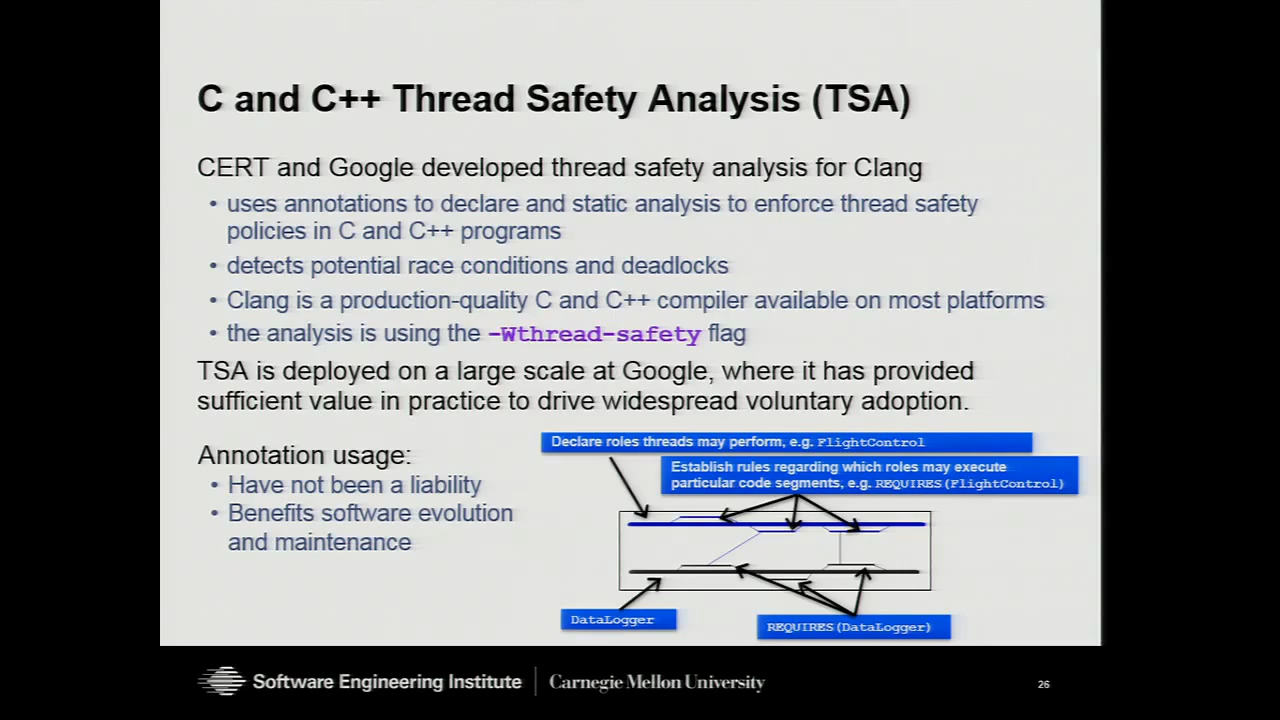 C and C++ Thread Safety Analysis (TSA)
CERT and Google developed thread safety analysis for Clang
• uses annotations to declare and static analysis to enforce thread safety
policies in C and C++ programs
• detects potential race conditions and deadlocks
• Clang is a production-quality C and C++ compiler available on most platforms
• the analysis is using the -Wthread-safety flag
TSA is deployed on a large scale at Google, where it has provided
sufficient value in practice to drive widespread voluntary adoption.
Annotation usage:
• Have not been a liability
• Benefits software evolution
and maintenance
Declare roles threads may perform, e.g. FlightControl
Establish rules regarding which roles may execute
particular code segments, e.g. REQUIRES(FlightControl)
DataLogger
REQUIRES(DataLogger)
Software Engineering Institute
Carnegie Mellon University
26